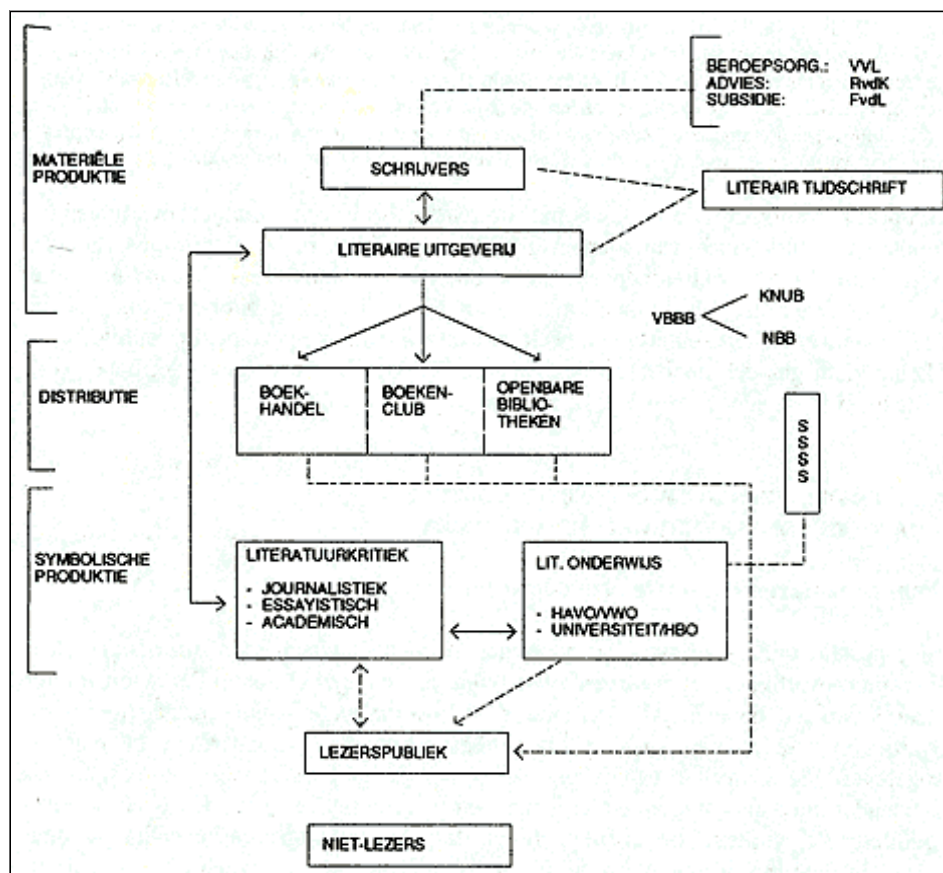 BEROEPSORG.: VVL
ADVIES: RvdK
SUBSIDIE: FvdL
MATERIËLE
PRODUKTIE
SCHRIJVERS
LITERAIR TIJDSCHRIFT
LITERAIRE UITGEVERIJ
KNUB
VBBB
NBB
DISTRIBUTIE
BOEK-
HANDEL
BOEKEN-
CLUB
OPENBARE
BIBLIO-
THEKEN
S
S
S
S
SYMBOLISCHE
PRODUKTIE
LITERATUURKRITIEK
- JOURNALISTIEK
- ESSAYISTISCH
- ACADEMISCH
LIT. ONDERWIJS
- HAVO/VWO
- UNIVERSITEIT/HBO
LEZERSPUBLIEK
NIET-LEZERS